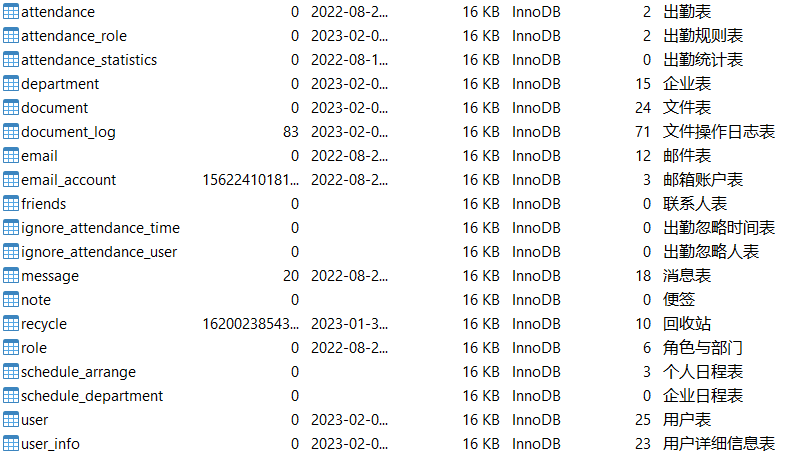 attendance 0 2022-08-2... 16 KB InnoDB 2 出勤表
attendance_role 0 2023-02-0... 16 KB InnoDB 2 出勤规则表
attendance_statistics 0 2022-08-1... 16 KB InnoDB 0 出勤统计表
department 0 2023-02-0... 16 KB InnoDB 15 企业表
document 0 2023-02-0... 16 KB InnoDB 24 文件表
document_log 83 2023-02-0... 16 KB InnoDB 71 文件操作日志表
email 0 2022-08-2... 16 KB InnoDB 12 邮件表
email_account 15622410181... 2022-08-2... 16 KB InnoDB 3 邮箱账户表
friends 0 16 KB InnoDB 0 联系人表
ignore_attendance_time 0 16 KB InnoDB 0 出勤忽略时间表
ignore_attendance_user 0 16 KB InnoDB 0 出勤忽略人表
message 20 2022-08-2... 16 KB InnoDB 18 消息表
note 0 16 KB InnoDB 0 便签
recycle 16200238543... 2023-01-3... 16 KB InnoDB 10 回收站
role 0 2022-08-2... 16 KB InnoDB 6 角色与部门
schedule_arrange 0 16 KB InnoDB 3 个人日程表
schedule_department 0 16 KB InnoDB 0 企业日程表
user 0 2023-02-0... 16 KB InnoDB 25 用户表
user_info 0 2023-02-0... 16 KB InnoDB 23 用户详细信息表